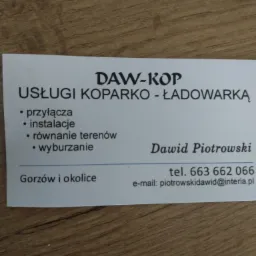 DAW-KOP
USŁUGI KOPARKO - ŁADOWARKĄ
• przyłącza
• instalacje
• równanie terenów
• wyburzanie
Dawid Piotrowski
tel. 663 662 066
Gorzów i okolice
e-mail: piotrowskidawid@interia.pl